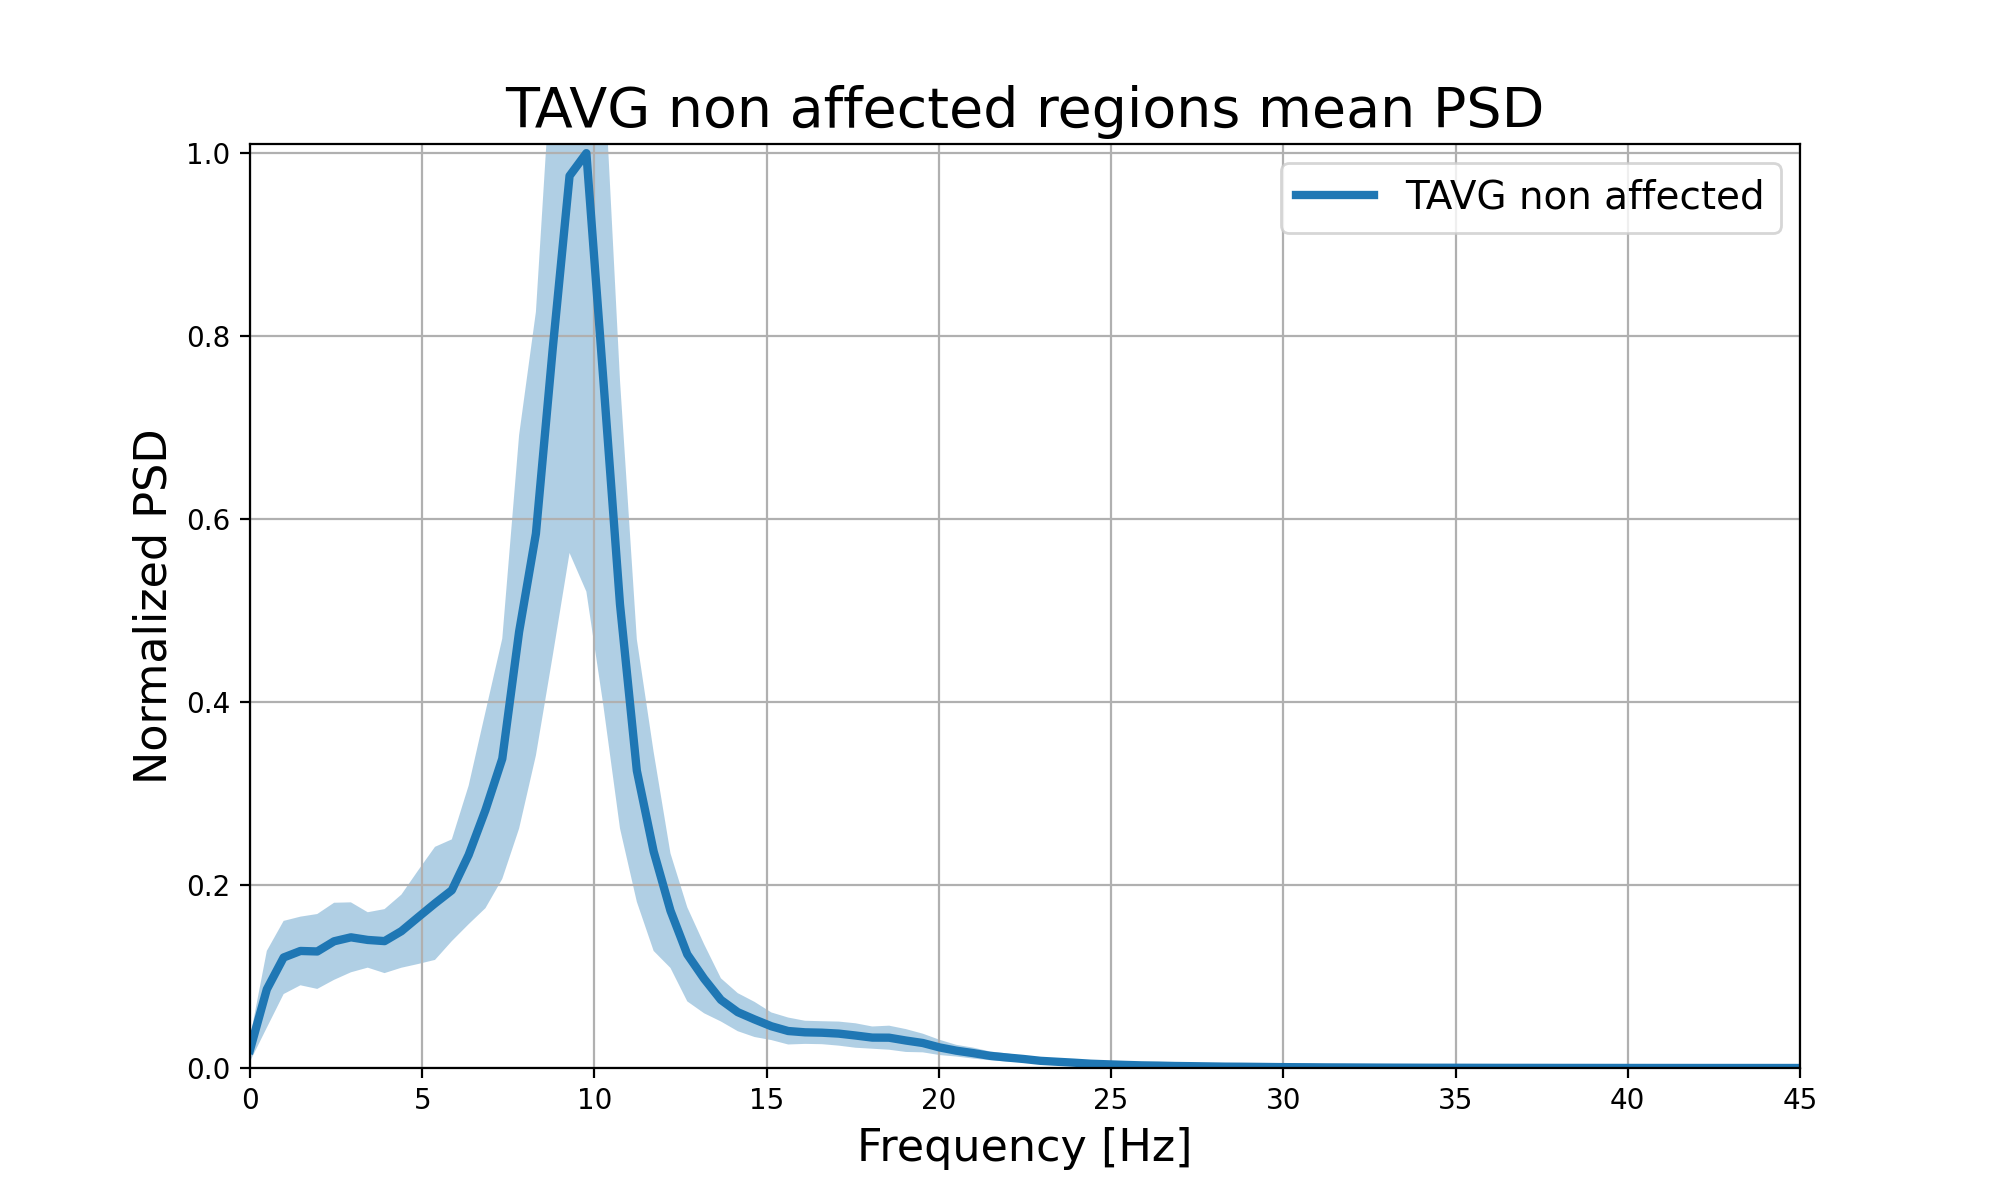 TAVG non affected regions mean PSD
TAVG non affected
Normalized PSD
1.0
0.8
0.6
0.4
0.2
0.0
0 5 10 15 20 25 30 35 40 45
Frequency [Hz]